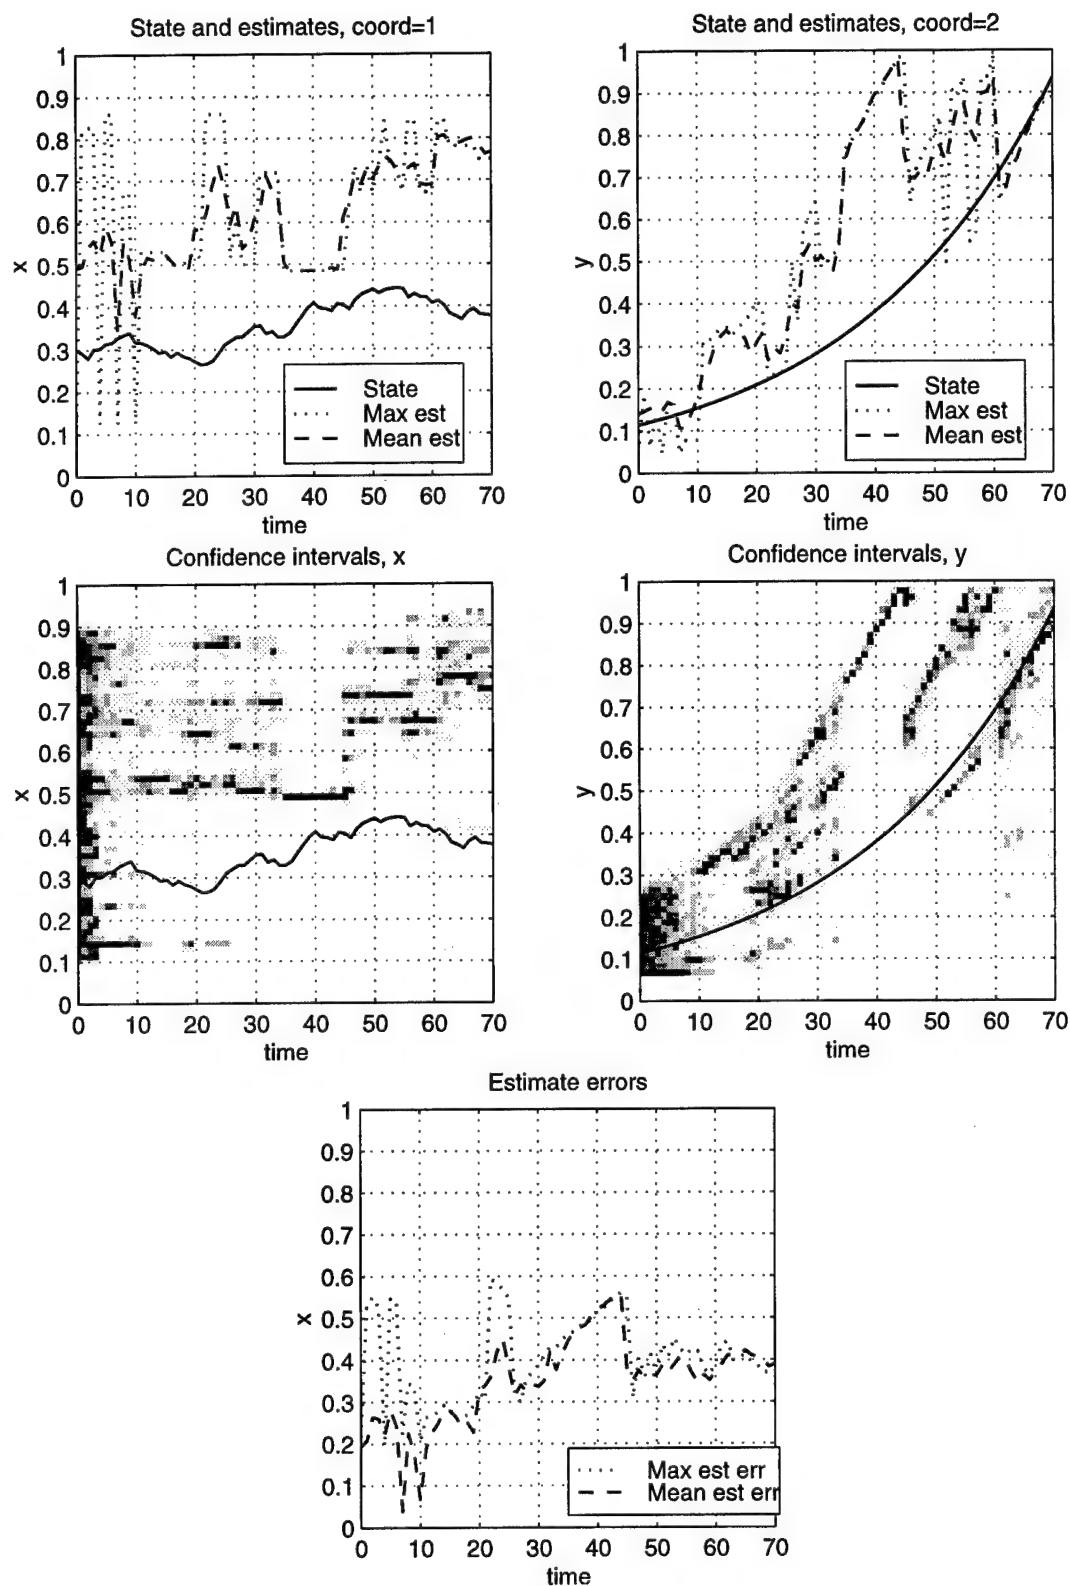 State and estimates, coord=1
1
0.9
0.8
0.7
0.6
0.5
0.4
0.3
0.2
0.1
0
x
State
Max est
Mean est
0 10 20 30 40 50 60 70
time
State and estimates, coord=2
1
0.9
0.8
0.7
0.6
0.5
0.4
0.3
0.2
0.1
0
y
State
Max est
Mean est
0 10 20 30 40 50 60 70
time
Confidence intervals, x
1
0.9
0.8
0.7
0.6
0.5
0.4
0.3
0.2
0.1
0
x
0 10 20 30 40 50 60 70
time
Confidence intervals, y
1
0.9
0.8
0.7
0.6
0.5
0.4
0.3
0.2
0.1
0
y
0 10 20 30 40 50 60 70
time
Estimate errors
1
0.9
0.8
0.7
0.6
0.5
0.4
0.3
0.2
0.1
0
x
Max est err
Mean est err
0 10 20 30 40 50 60 70
time